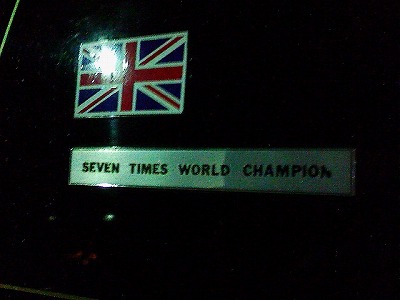 SEVEN TIMES WORLD CHAMPION